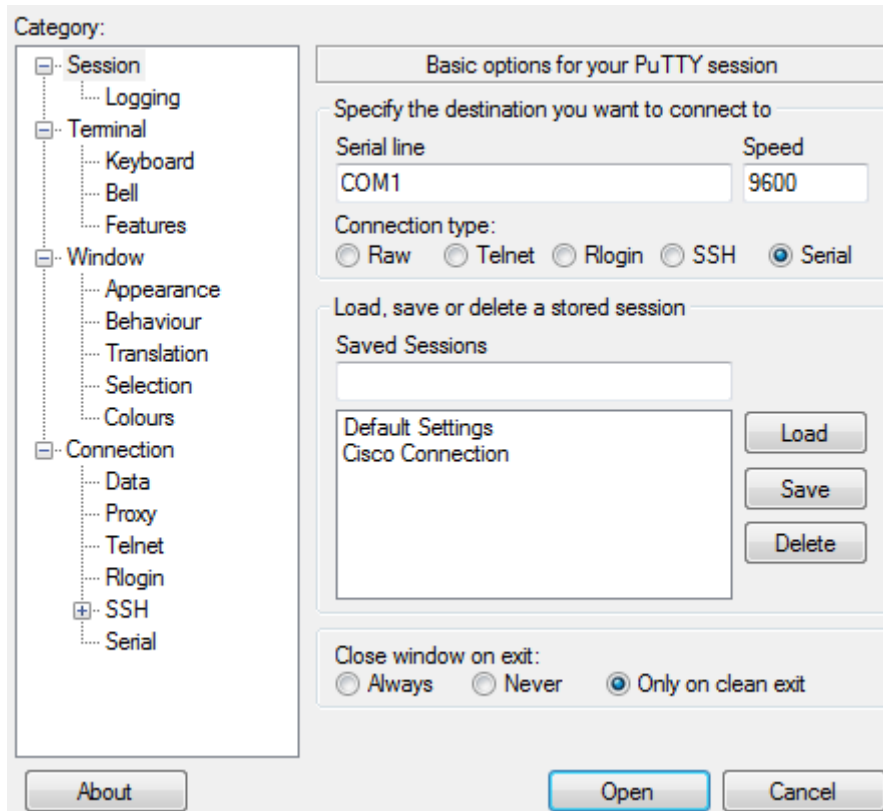 Category:
Session
Logging
Terminal
Keyboard
Bell
Features
Window
Appearance
Behaviour
Translation
Selection
Colours
Connection
Data
Proxy
Telnet
Rlogin
SSH
Serial
Basic options for your PuTTY session
Specify the destination you want to connect to
Serial line Speed
COM1 9600
Connection type:
Raw Telnet Rlogin SSH Serial
Load, save or delete a stored session
Saved Sessions
Default Settings
Cisco Connection
Load
Save
Delete
Close window on exit:
Always Never Only on clean exit
About Open Cancel